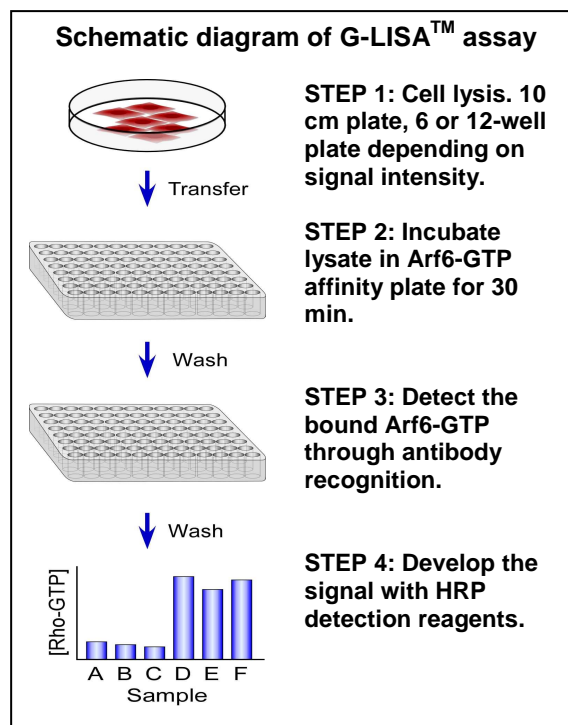 Schematic diagram of G-LISA™ assay
STEP 1: Cell lysis. 10
cm plate, 6 or 12-well
plate depending on
signal intensity.
Transfer
STEP 2: Incubate
lysate in Arf6-GTP
affinity plate for 30
min.
Wash
STEP 3: Detect the
bound Arf6-GTP
through antibody
recognition.
Wash
STEP 4: Develop the
signal with HRP
detection reagents.
[Rho-GTP]
A B C D E F
Sample